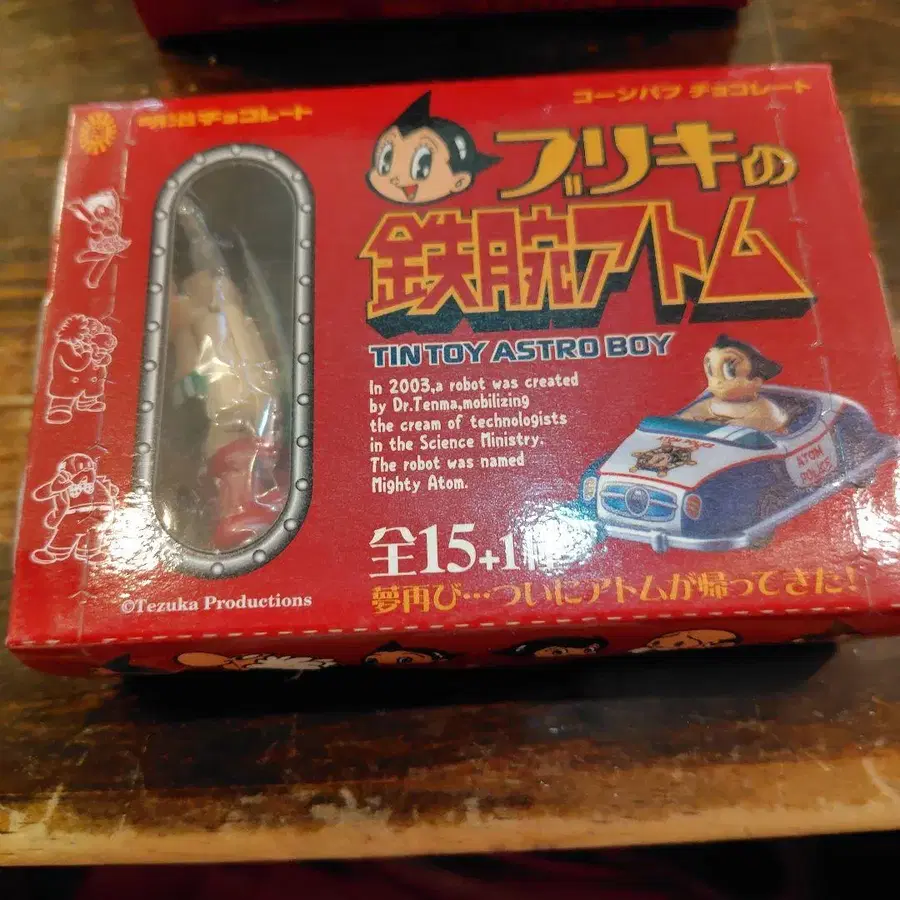 明治チョコレート
コーンパフ チョコレート
ブリキの
鉄腕アトム
TIN TOY ASTRO BOY
In 2003,a robot was created
by Dr.Tenma,mobilizing
the cream of technologists
in the Science Ministry.
The robot was named
Mighty Atom.
ATOM
POLICE
全15+1種
夢再び…ついにアトムが帰ってきた!
©Tezuka Productions